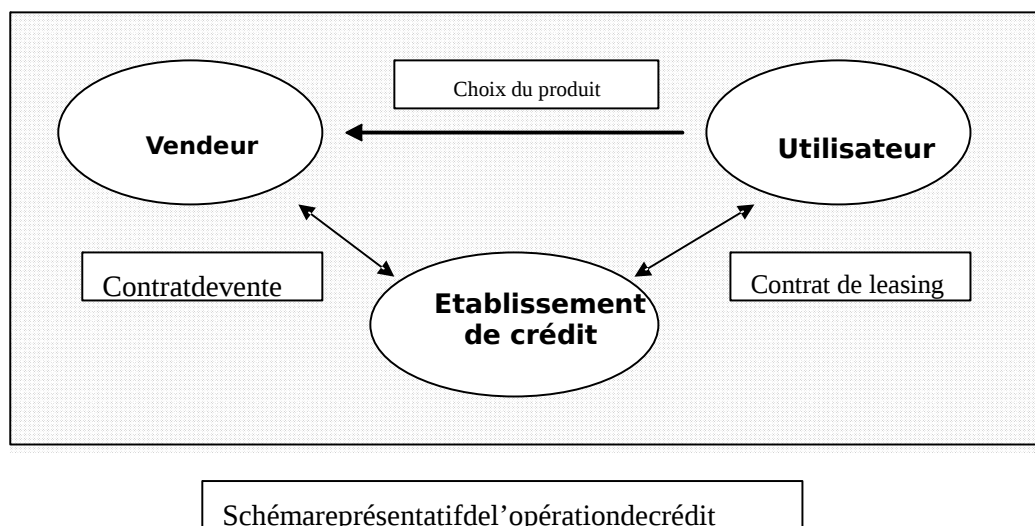 Choix du produit
Vendeur
Utilisateur
Contratdevente
Contrat de leasing
Etablissement
de crédit
Schémareprésentatifdel’opérationdecrédit